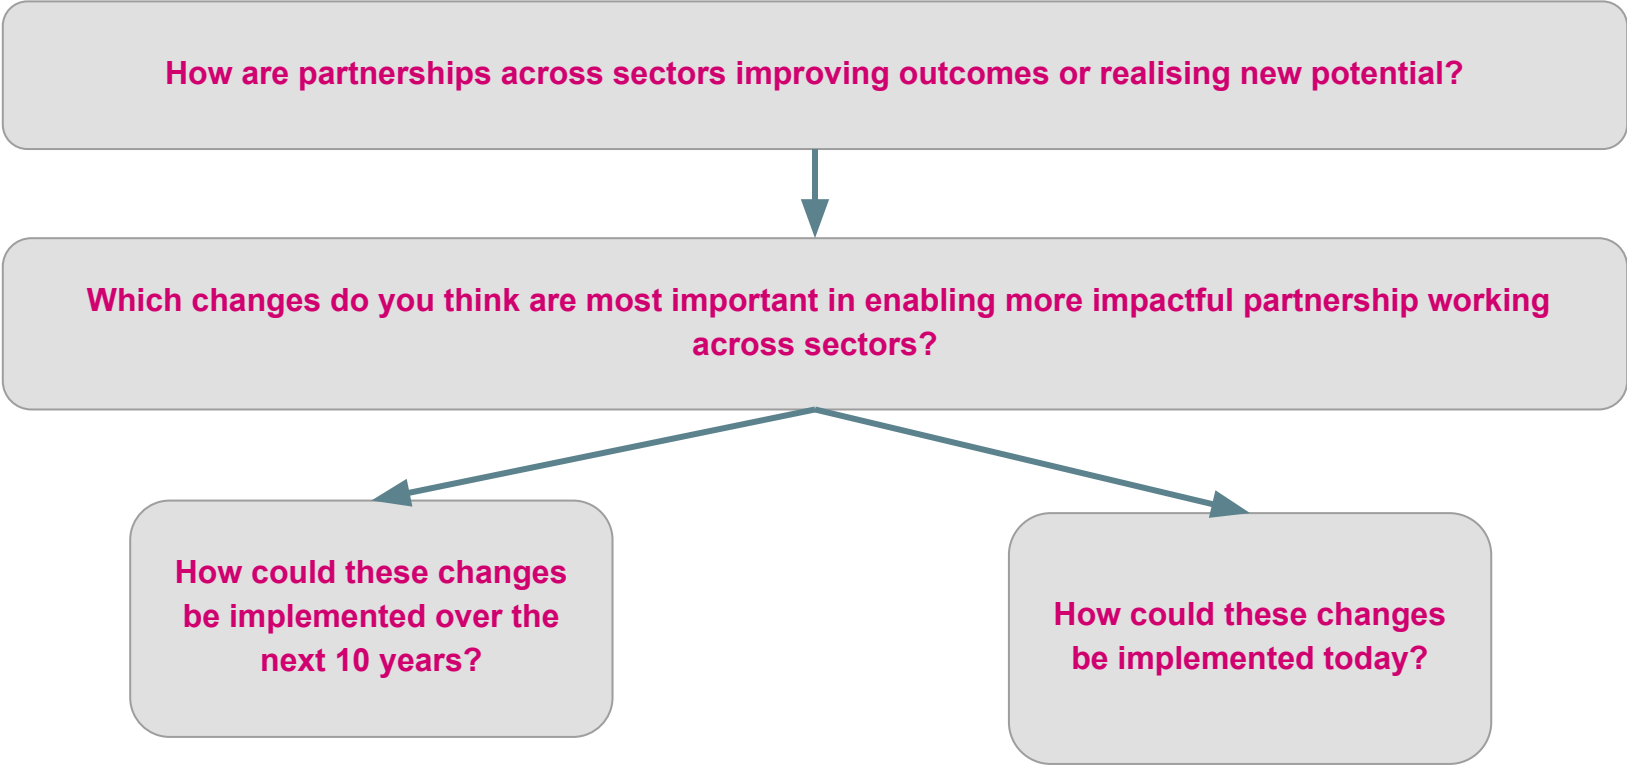 How are partnerships across sectors improving outcomes or realising new potential?
Which changes do you think are most important in enabling more impactful partnership working
across sectors?
How could these changes
be implemented over the
next 10 years?
How could these changes
be implemented today?